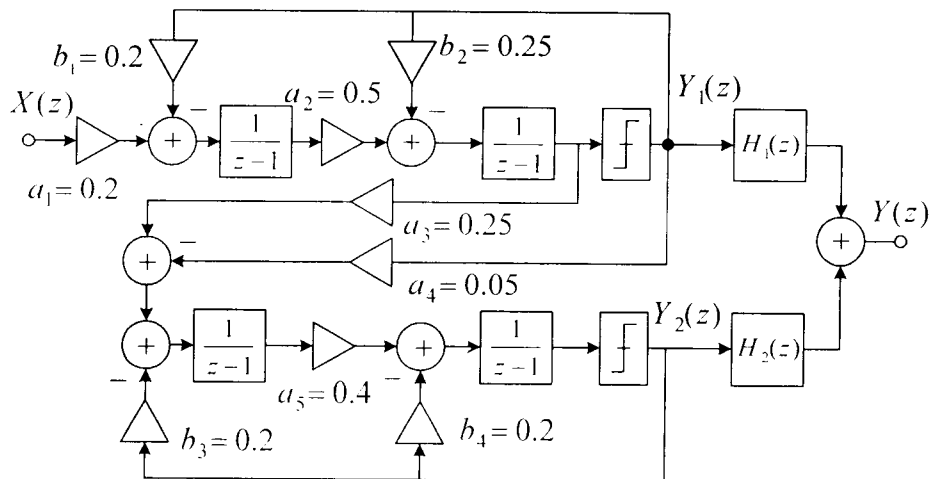 b₁ = 0.2
b₂ = 0.25
X(z)
a₂ = 0.5
Y₁(z)
− −
+ 1/(z−1) + 1/(z−1) H₁(z)
a₁ = 0.2
a₃ = 0.25
Y(z)
−
+ +
a₄ = 0.05
Y₂(z)
+ 1/(z−1) + 1/(z−1) H₂(z)
− −
a₅ = 0.4
b₃ = 0.2
b₄ = 0.2